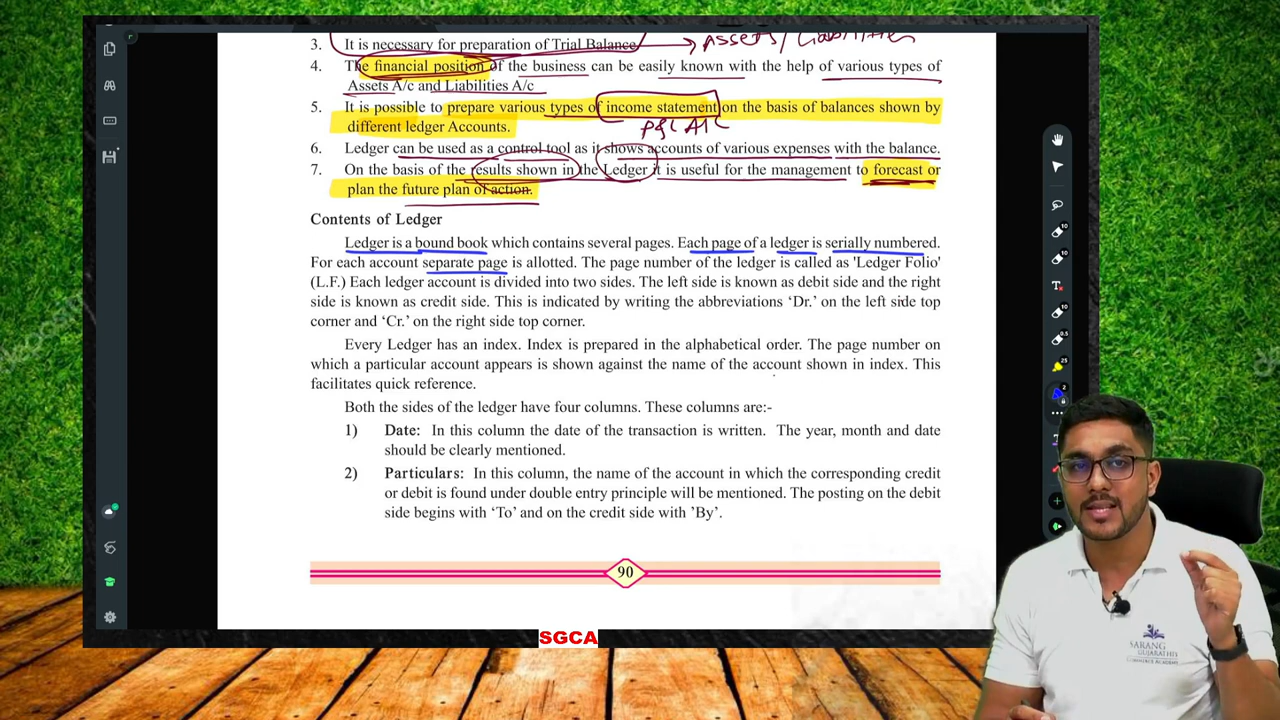 3. It is necessary for preparation of Trial Balance → Assets / Liabilities
4. The financial position of the business can be easily known with the help of various types of
Assets A/c and Liabilities A/c
5. It is possible to prepare various types of income statement on the basis of balances shown by
different ledger Accounts.
P&L A/C
6. Ledger can be used as a control tool as it shows accounts of various expenses with the balance.
7. On the basis of the results shown in the Ledger it is useful for the management to forecast or
plan the future plan of action.
Contents of Ledger
Ledger is a bound book which contains several pages. Each page of a ledger is serially numbered.
For each account separate page is allotted. The page number of the ledger is called as 'Ledger Folio'
(L.F.) Each ledger account is divided into two sides. The left side is known as debit side and the right
side is known as credit side. This is indicated by writing the abbreviations ‘Dr.’ on the left side top
corner and ‘Cr.’ on the right side top corner.
Every Ledger has an index. Index is prepared in the alphabetical order. The page number on
which a particular account appears is shown against the name of the account shown in index. This
facilitates quick reference.
Both the sides of the ledger have four columns. These columns are:-
1) Date: In this column the date of the transaction is written. The year, month and date
should be clearly mentioned.
2) Particulars: In this column, the name of the account in which the corresponding credit
or debit is found under double entry principle will be mentioned. The posting on the debit
side begins with ‘To’ and on the credit side with ’By’.
90
SGCA
SARANG
GUJARATHI'S
COMMERCE ACADEMY